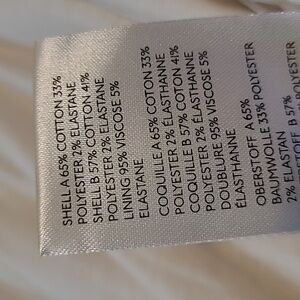 SHELL A 65% COTTON 33%
POLYESTER 2% ELASTANE
SHELL B 57% COTTON 41%
POLYESTER 2% ELASTANE
LINING 95% VISCOSE 5%
ELASTANE
COQUILLE A 65% COTON 33%
POLYESTER 2% ÉLASTHANNE
COQUILLE B 57% COTON 41%
POLYESTER 2% ÉLASTHANNE
DOUBLURE 95% VISCOSE 5%
ÉLASTHANNE
OBERSTOFF A 65%
BAUMWOLLE 33% POLYESTER
2% ELASTAN
B 57%
POLYESTER